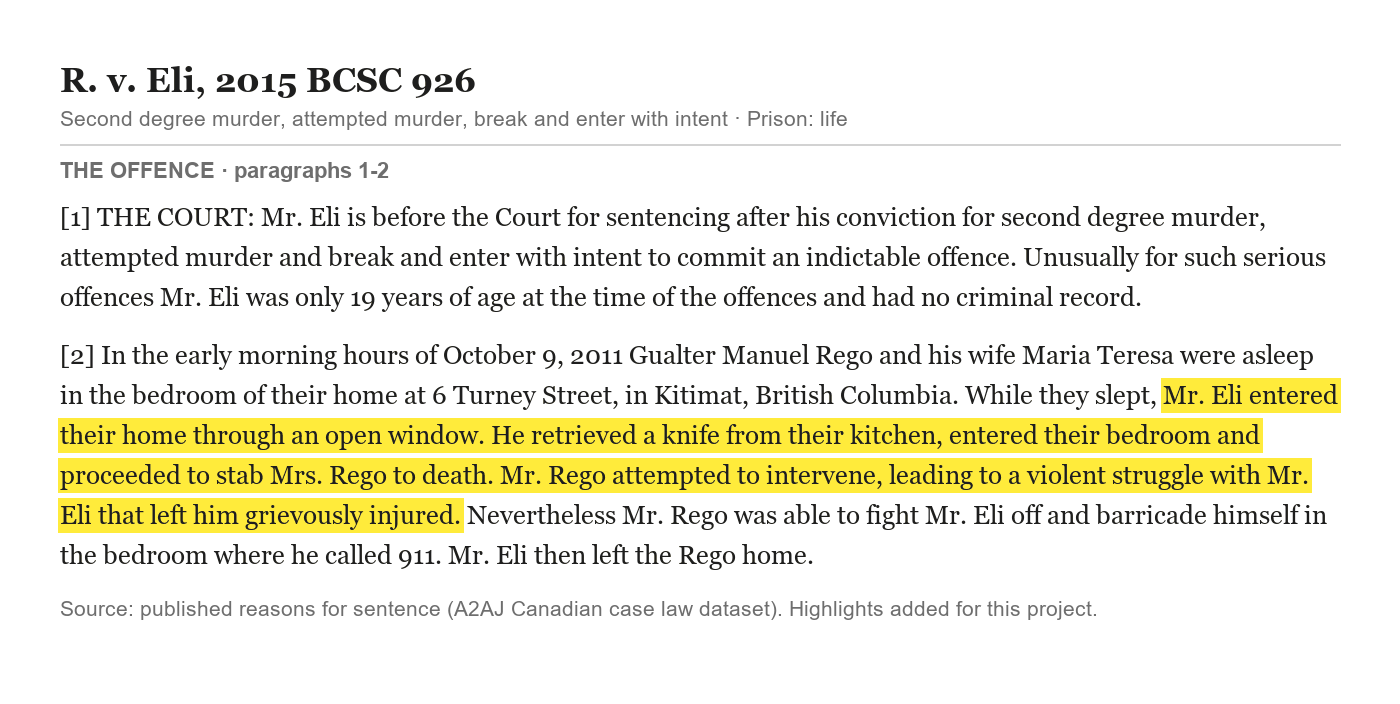 R. v. Eli, 2015 BCSC 926
Second degree murder, attempted murder, break and enter with intent · Prison: life
THE OFFENCE · paragraphs 1-2
[1] THE COURT: Mr. Eli is before the Court for sentencing after his conviction for second degree murder,
attempted murder and break and enter with intent to commit an indictable offence. Unusually for such serious
offences Mr. Eli was only 19 years of age at the time of the offences and had no criminal record.
[2] In the early morning hours of October 9, 2011 Gualter Manuel Rego and his wife Maria Teresa were asleep
in the bedroom of their home at 6 Turney Street, in Kitimat, British Columbia. While they slept, Mr. Eli entered
their home through an open window. He retrieved a knife from their kitchen, entered their bedroom and
proceeded to stab Mrs. Rego to death. Mr. Rego attempted to intervene, leading to a violent struggle with Mr.
Eli that left him grievously injured. Nevertheless Mr. Rego was able to fight Mr. Eli off and barricade himself in
the bedroom where he called 911. Mr. Eli then left the Rego home.
Source: published reasons for sentence (A2AJ Canadian case law dataset). Highlights added for this project.